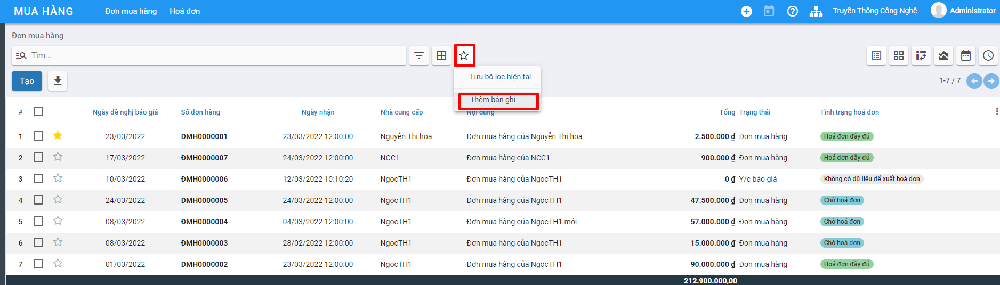 MUA HÀNG Đơn mua hàng Hoá đơn Truyền Thông Công Nghệ Administrator
Đơn mua hàng
Tìm...
Lưu bộ lọc hiện tại
Tạo 1-7 / 7
Thêm bản ghi
# Ngày đề nghị báo giá Số đơn hàng Ngày nhận Nhà cung cấp Nội dung Tổng Trạng thái Tình trạng hoá đơn
1 23/03/2022 ĐMH0000001 23/03/2022 12:00:00 Nguyễn Thị hoa Đơn mua hàng của Nguyễn Thị hoa 2.500.000 ₫ Đơn mua hàng Hoá đơn đầy đủ
2 17/03/2022 ĐMH0000007 24/03/2022 12:00:00 NCC1 Đơn mua hàng của NCC1 900.000 ₫ Đơn mua hàng Hoá đơn đầy đủ
3 10/03/2022 ĐMH0000006 12/03/2022 10:10:20 NgocTH1 Đơn mua hàng của NgocTH1 0 ₫ Y/c báo giá Không có dữ liệu để xuất hoá đơn
4 24/03/2022 ĐMH0000005 24/03/2022 12:00:00 NgocTH1 Đơn mua hàng của NgocTH1 47.500.000 ₫ Đơn mua hàng Chờ hoá đơn
5 08/03/2022 ĐMH0000004 04/03/2022 12:00:00 NgocTH1 Đơn mua hàng của NgocTH1 mới 57.000.000 ₫ Đơn mua hàng Chờ hoá đơn
6 08/03/2022 ĐMH0000003 28/02/2022 12:00:00 NgocTH1 Đơn mua hàng của NgocTH1 15.000.000 ₫ Đơn mua hàng Chờ hoá đơn
7 01/03/2022 ĐMH0000002 23/03/2022 12:00:00 NgocTH1 Đơn mua hàng của NgocTH1 90.000.000 ₫ Đơn mua hàng Hoá đơn đầy đủ
212.900.000,00